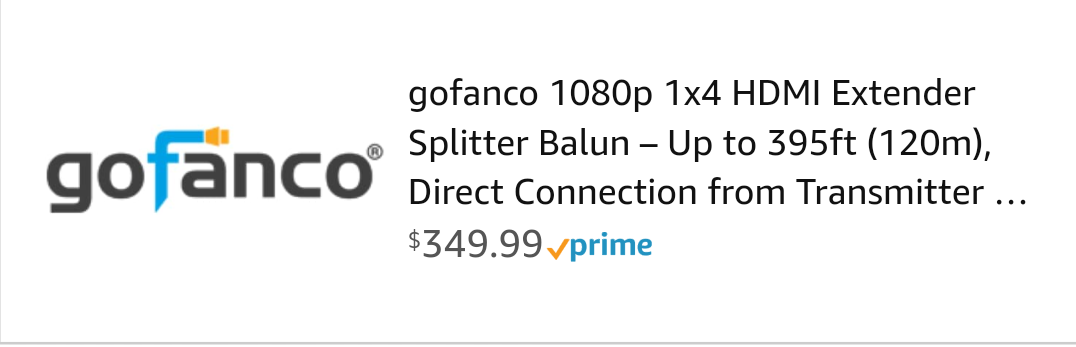 gofanco®
gofanco 1080p 1x4 HDMI Extender
Splitter Balun – Up to 395ft (120m),
Direct Connection from Transmitter ...
$349.99 prime